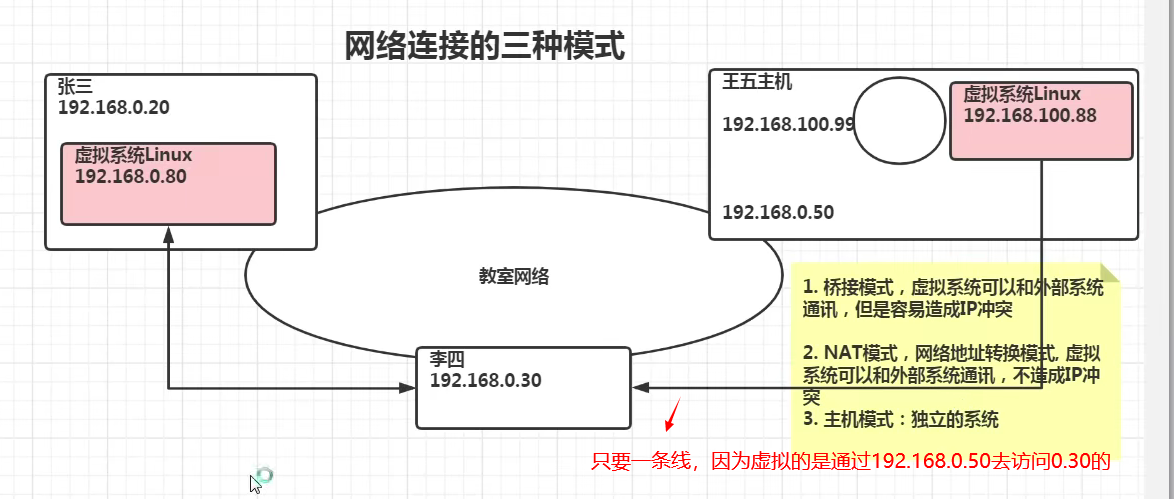 网络连接的三种模式
张三
192.168.0.20
虚拟系统Linux
192.168.0.80
王五主机
192.168.100.99
虚拟系统Linux
192.168.100.88
192.168.0.50
教室网络
李四
192.168.0.30
1. 桥接模式，虚拟系统可以和外部系统
通讯，但是容易造成IP冲突
2. NAT模式，网络地址转换模式, 虚拟
系统可以和外部系统通讯，不造成IP冲
突
3. 主机模式：独立的系统
只要一条线，因为虚拟的是通过192.168.0.50去访问0.30的